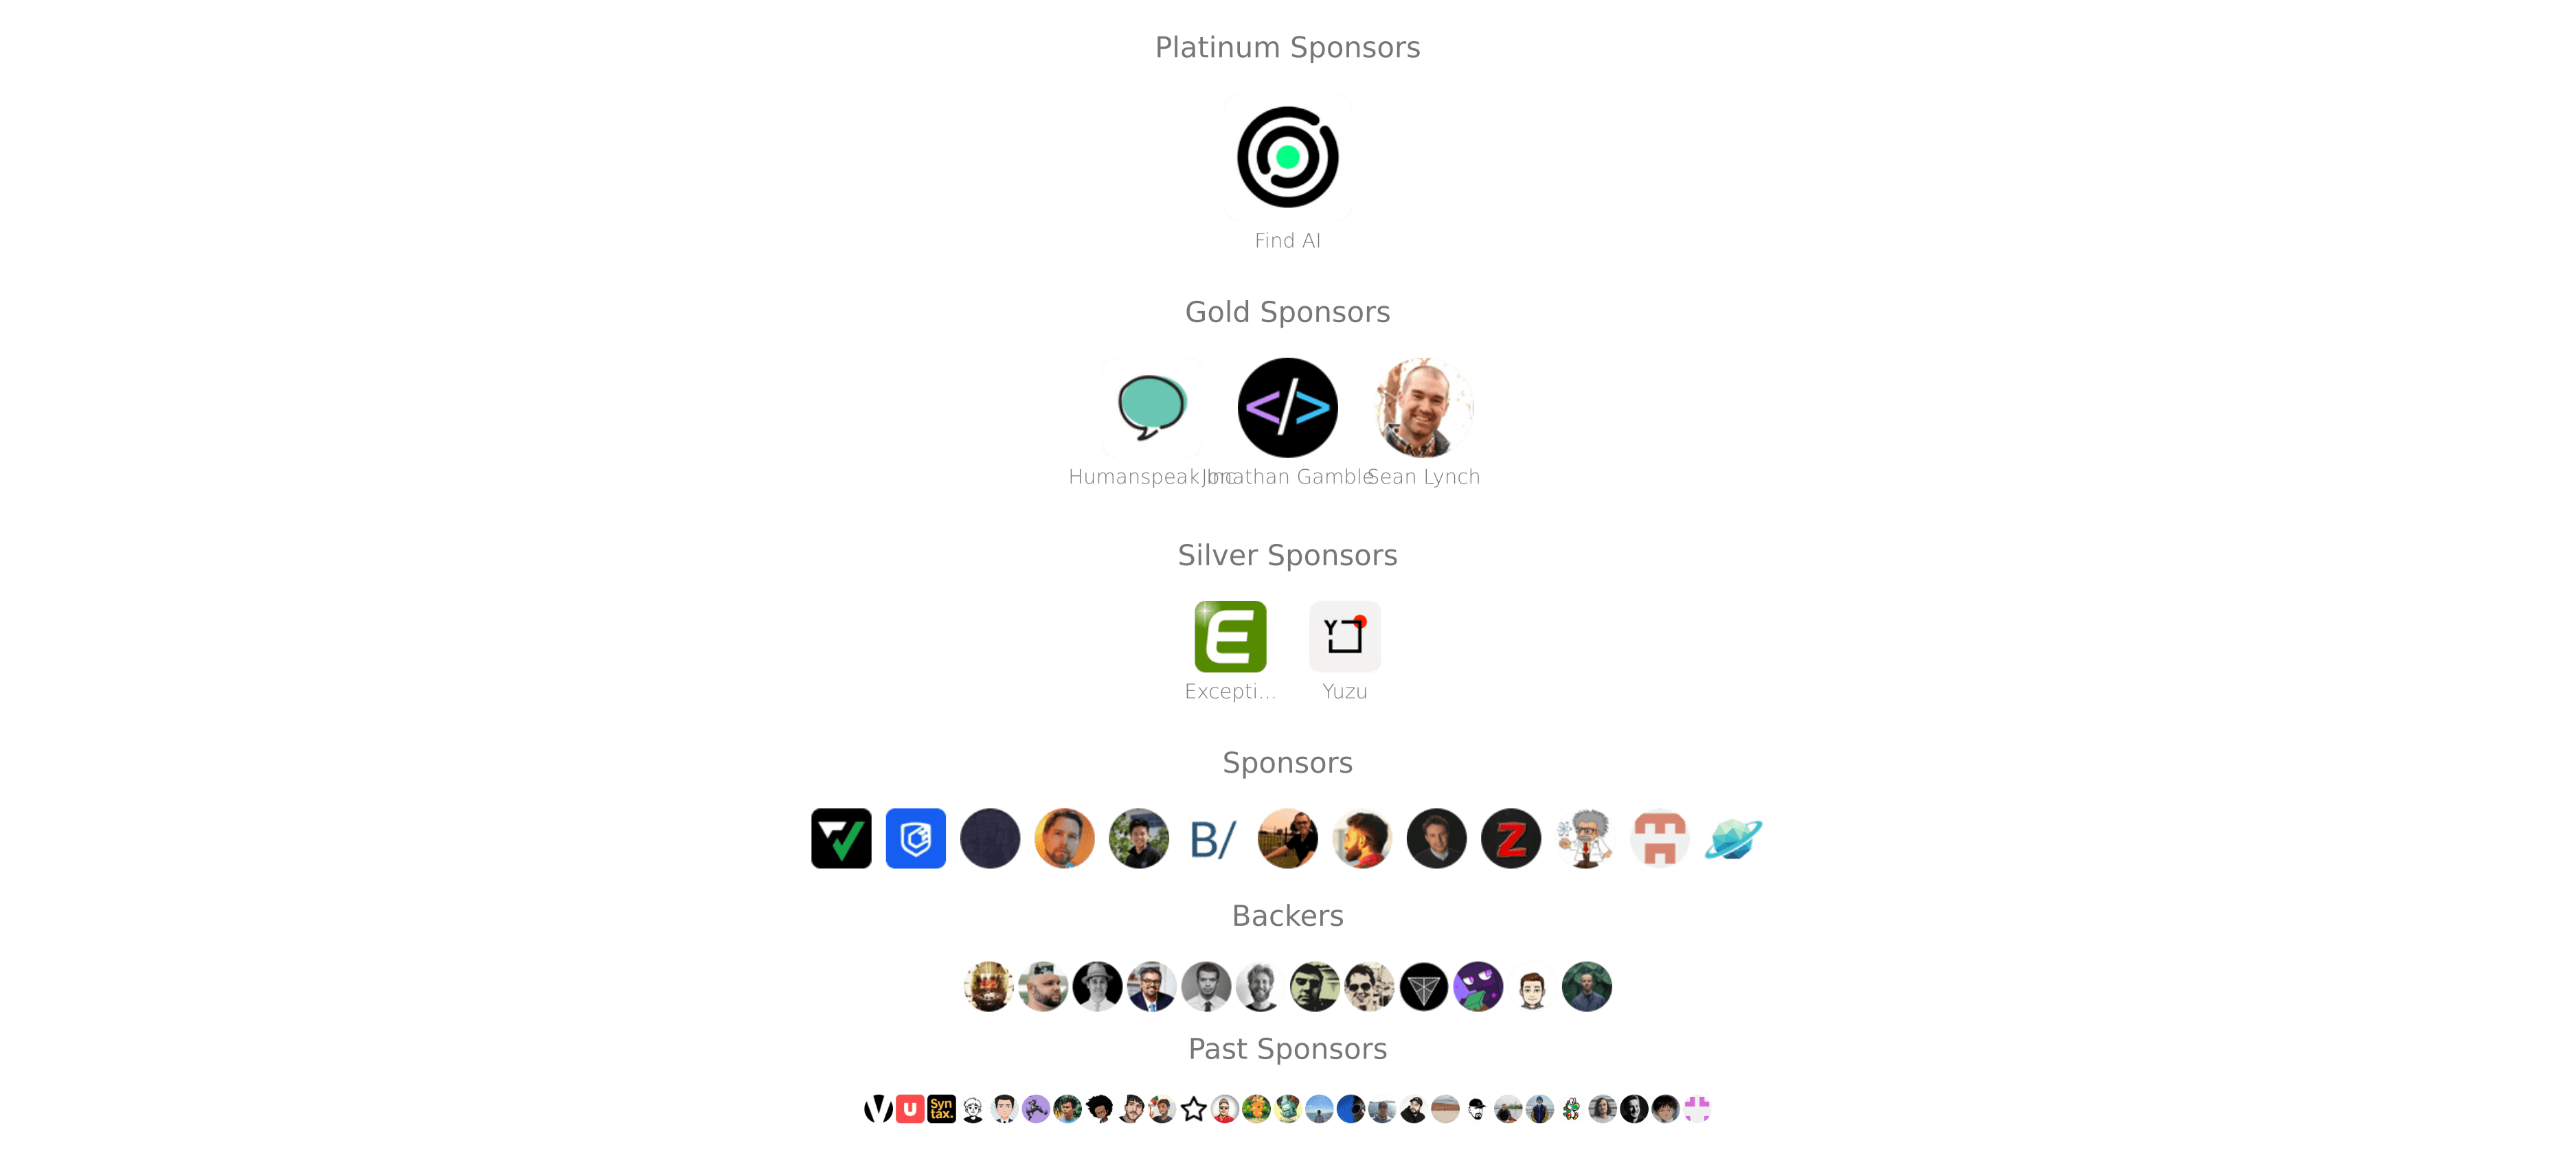 Platinum Sponsors
Find AI
Gold Sponsors
Humanspeak Inc Jonathan Gamble Sean Lynch
Silver Sponsors
E Y
Excepti... Yuzu
Sponsors
B/ Z
Backers
Past Sponsors
U Syn
tax.